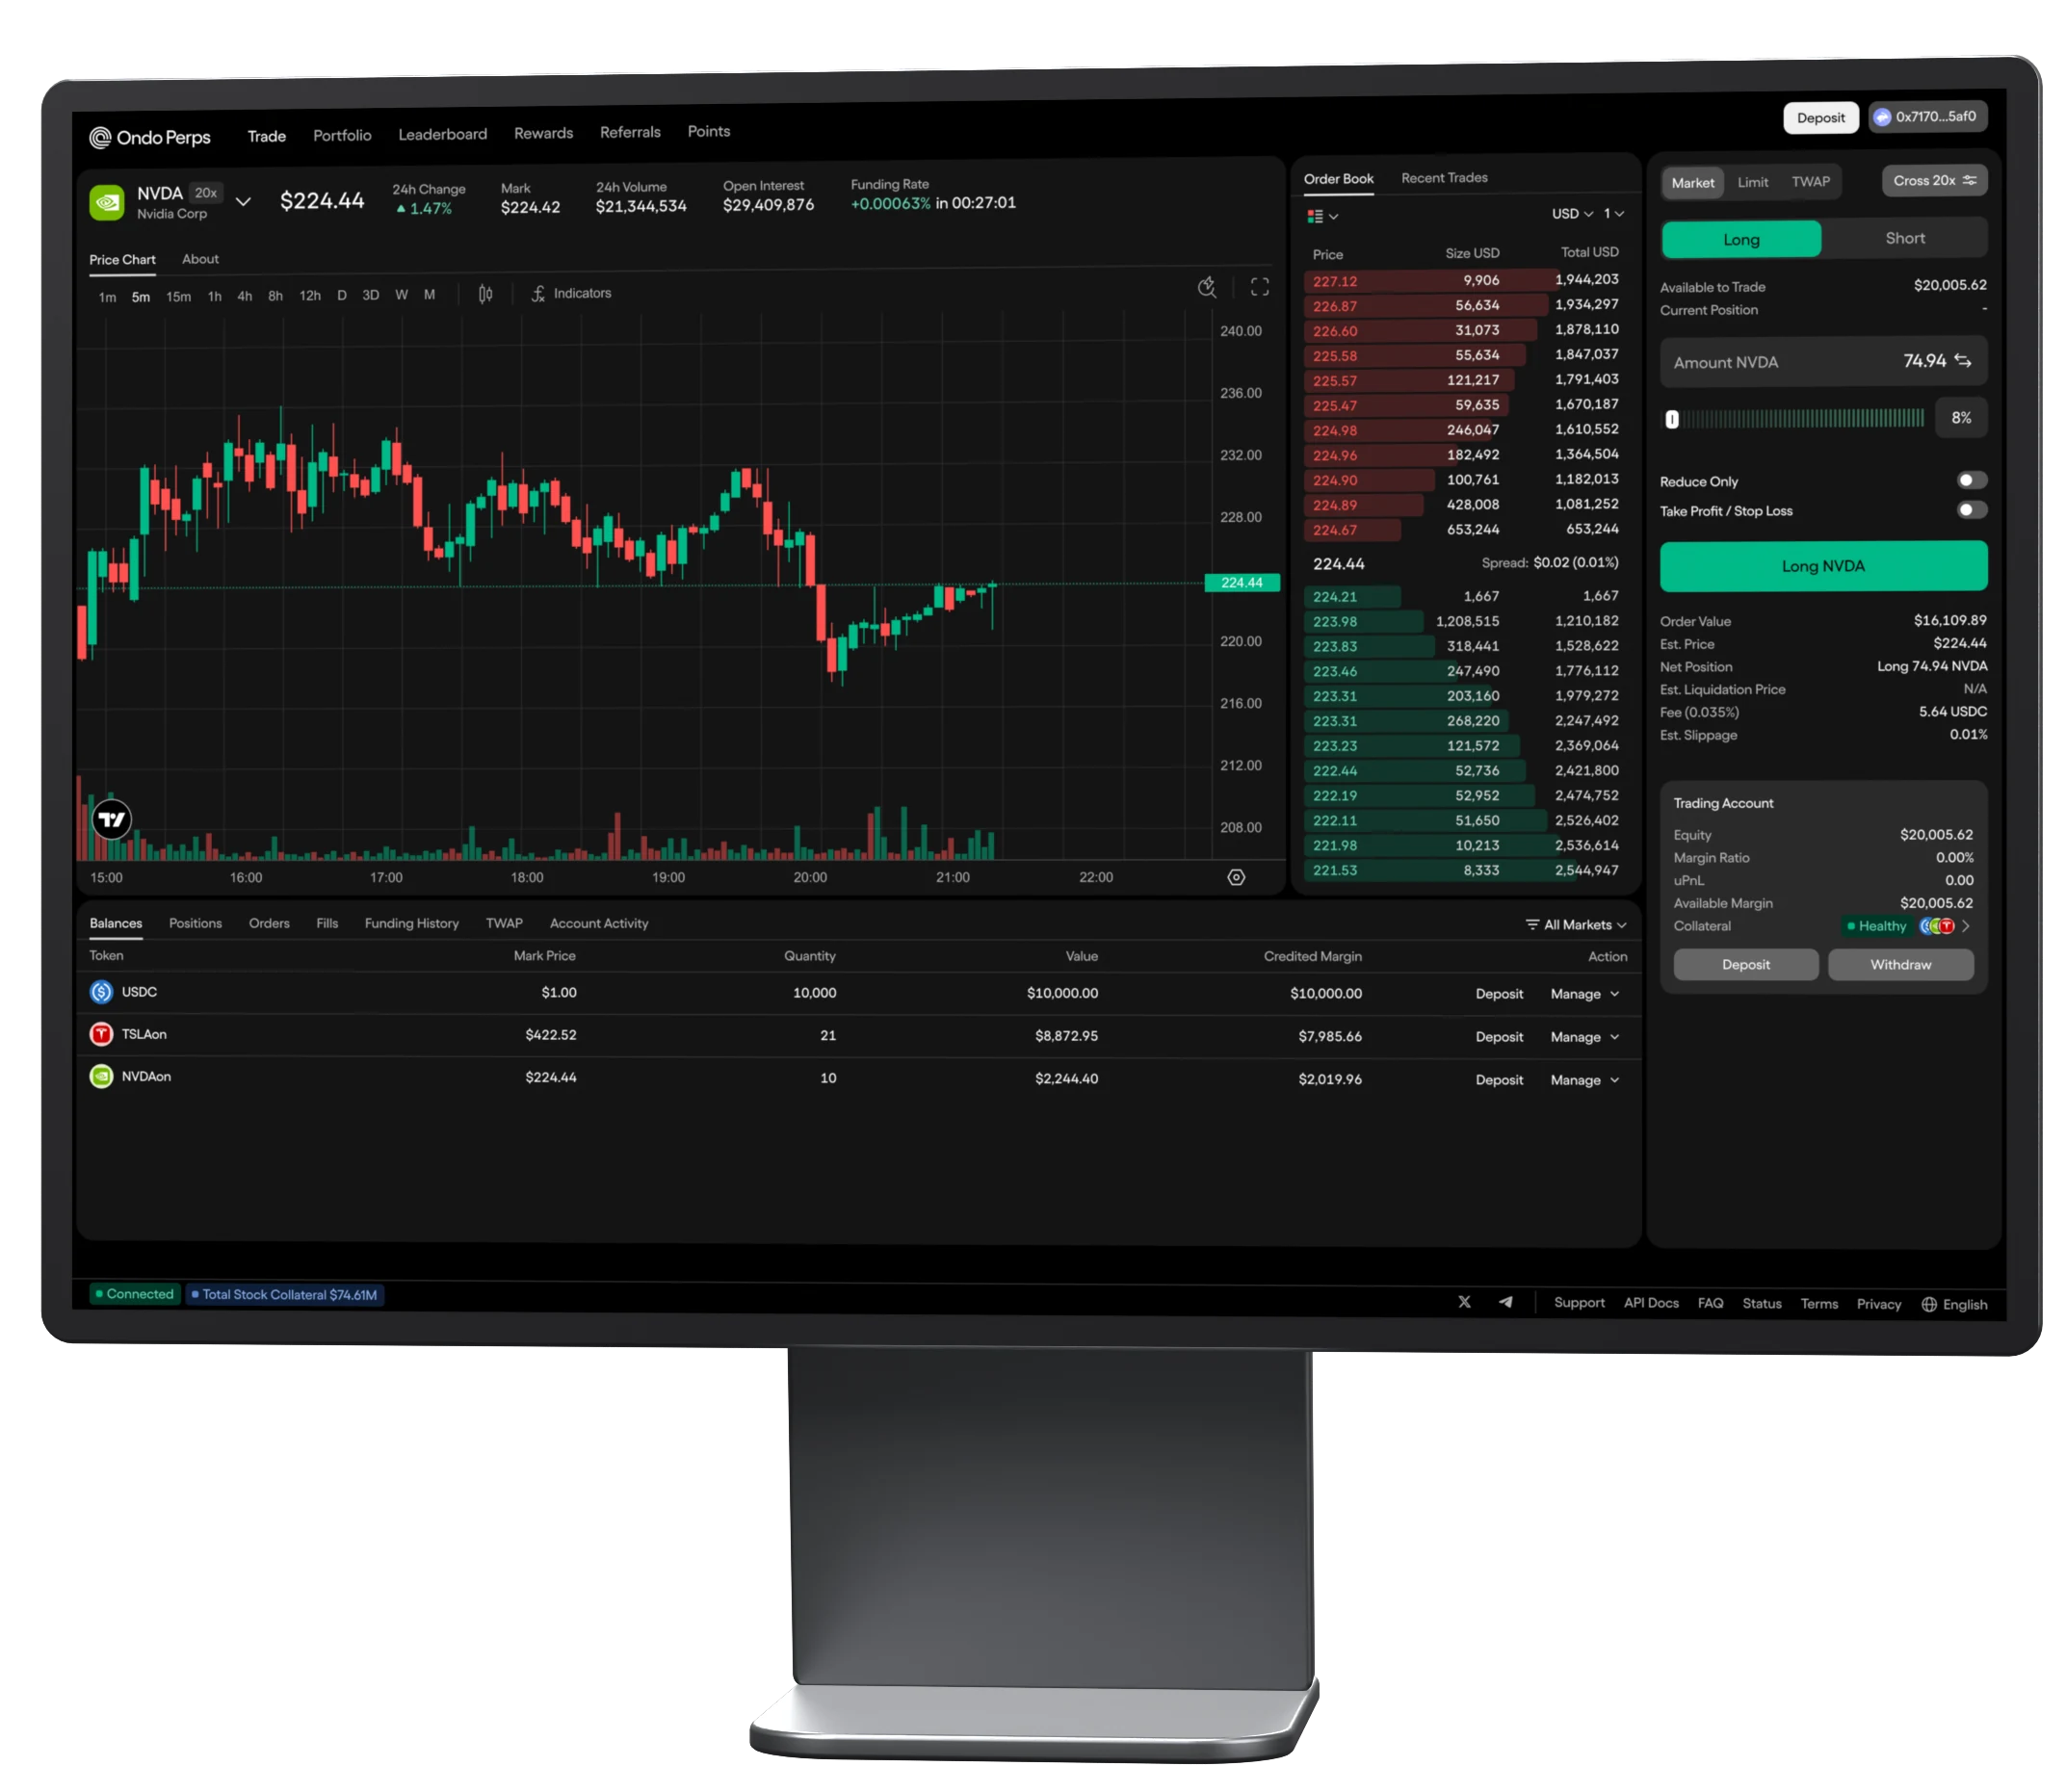 Ondo Perps Trade Portfolio Leaderboard Rewards Referrals Points Deposit 0x7170...5af0
NVDA 20x
Nvidia Corp
$224.44
24h Change
1.47%
Mark
$224.42
24h Volume
$21,344,534
Open Interest
$29,409,876
Funding Rate
+0.00063% in 00:27:01
Price Chart About
1m 5m 15m 1h 4h 8h 12h D 3D W M Indicators
240.00
236.00
232.00
228.00
224.44
220.00
216.00
212.00
208.00
15:00 16:00 17:00 18:00 19:00 20:00 21:00 22:00
Order Book Recent Trades
USD 1
Price Size USD Total USD
227.12 9,906 1,944,203
226.87 56,634 1,934,297
226.60 31,073 1,878,110
225.58 55,634 1,847,037
225.57 121,217 1,791,403
225.47 59,635 1,670,187
224.98 246,047 1,610,552
224.96 182,492 1,364,504
224.90 100,761 1,182,013
224.89 428,008 1,081,252
224.67 653,244 653,244
224.44 Spread: $0.02 (0.01%)
224.21 1,667 1,667
223.98 1,208,515 1,210,182
223.83 318,441 1,528,622
223.46 247,490 1,776,112
223.31 203,160 1,979,272
223.31 268,220 2,247,492
223.23 121,572 2,369,064
222.44 52,736 2,421,800
222.19 52,952 2,474,752
222.11 51,650 2,526,402
221.98 10,213 2,536,614
221.53 8,333 2,544,947
Market Limit TWAP Cross 20x
Long Short
Available to Trade $20,005.62
Current Position -
Amount NVDA 74.94
8%
Reduce Only
Take Profit / Stop Loss
Long NVDA
Order Value $16,109.89
Est. Price $224.44
Net Position Long 74.94 NVDA
Est. Liquidation Price N/A
Fee (0.035%) 5.64 USDC
Est. Slippage 0.01%
Trading Account
Equity $20,005.62
Margin Ratio 0.00%
uPnL 0.00
Available Margin $20,005.62
Collateral Healthy
Deposit Withdraw
Balances Positions Orders Fills Funding History TWAP Account Activity All Markets
Token Mark Price Quantity Value Credited Margin Action
USDC $1.00 10,000 $10,000.00 $10,000.00 Deposit Manage
TSLAon $422.52 21 $8,872.95 $7,985.66 Deposit Manage
NVDAon $224.44 10 $2,244.40 $2,019.96 Deposit Manage
Connected Total Stock Collateral $74.61M
Support API Docs FAQ Status Terms Privacy English